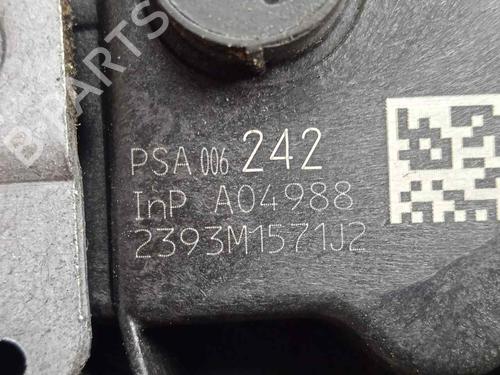 B-PARTS
PSA 006 242
InP A04988
2393M1571J2